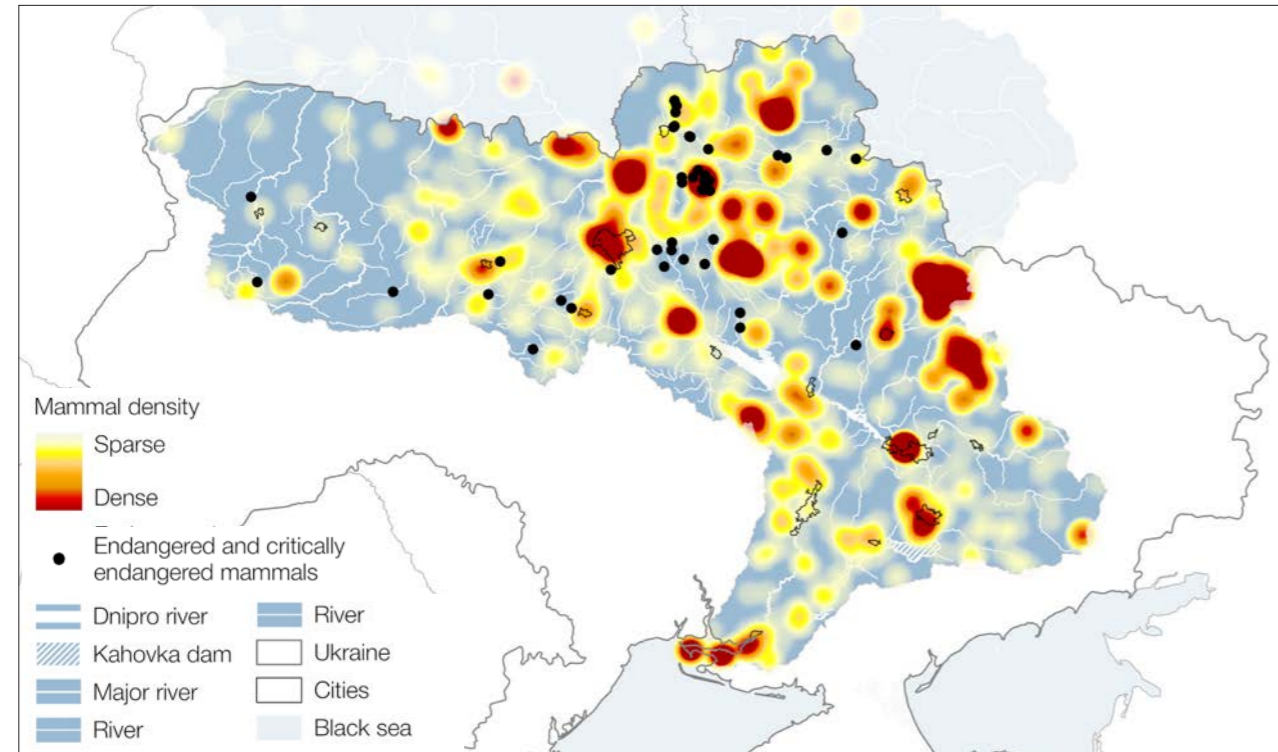 Mammal density
Sparse
Dense
Endangered and critically
endangered mammals
Dnipro river
Kahovka dam
Major river
River
River
Ukraine
Cities
Black sea